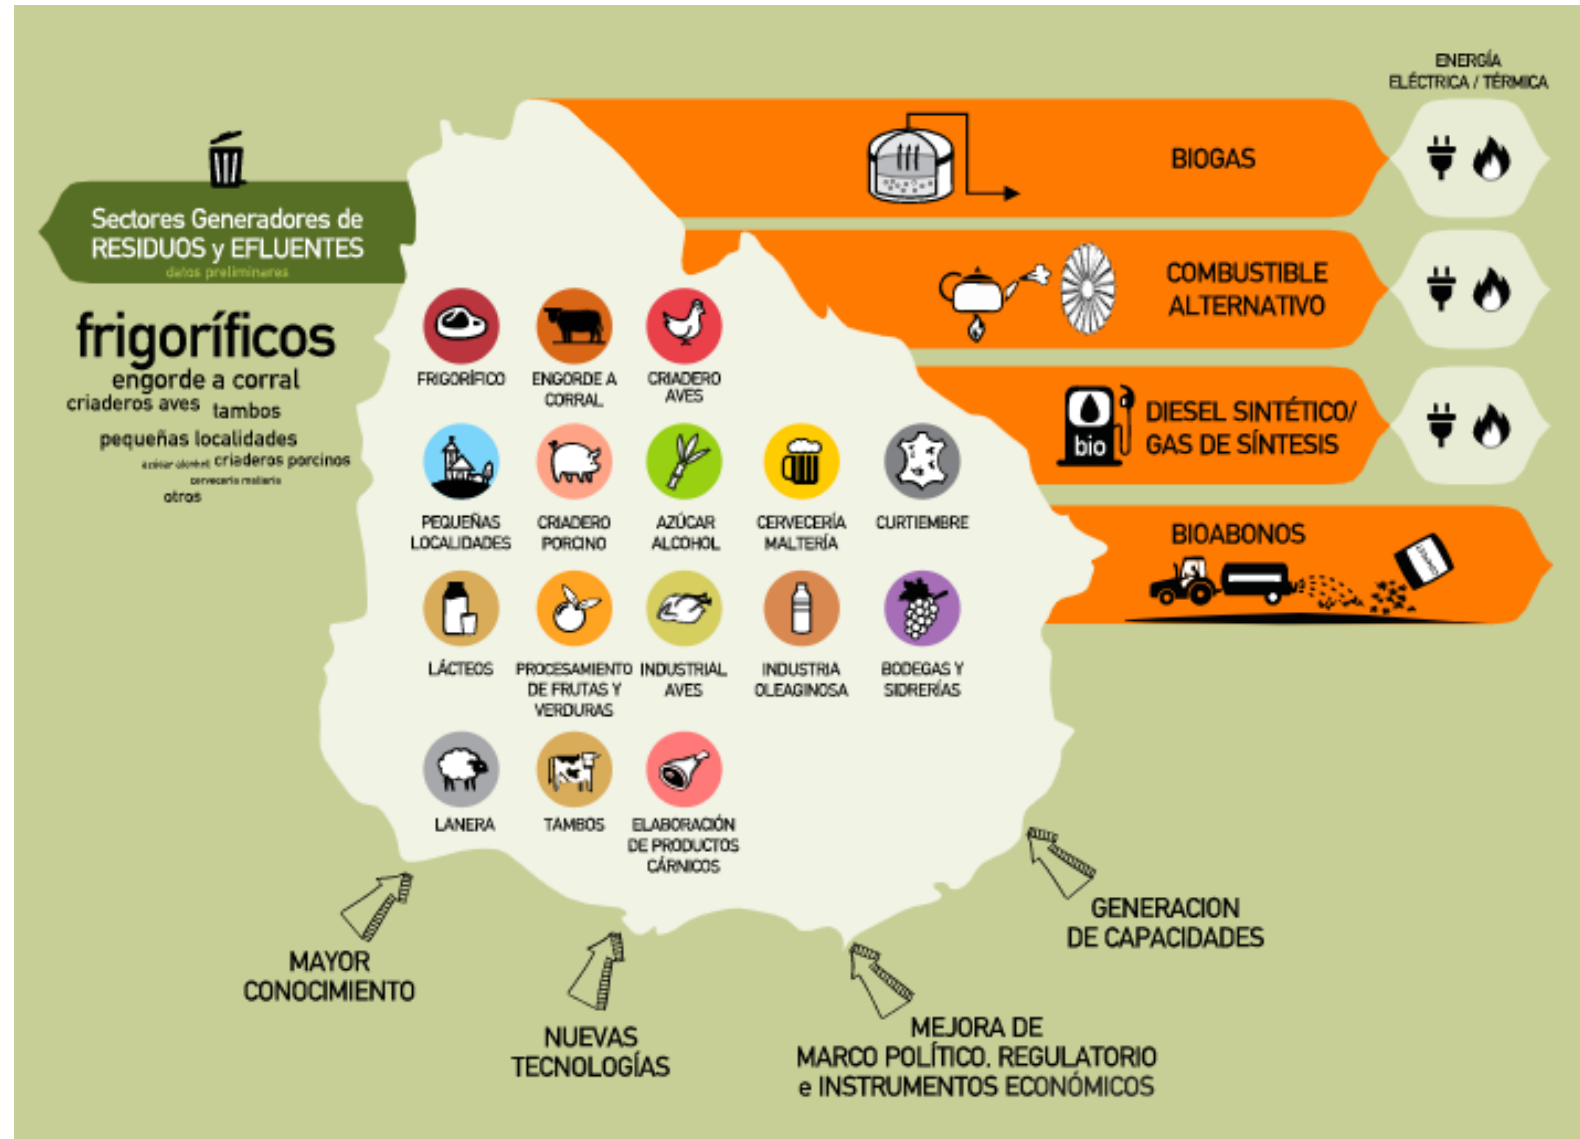 ENERGÍA
ELÉCTRICA / TÉRMICA
BIOGAS
COMBUSTIBLE
ALTERNATIVO
DIESEL SINTÉTICO/
GAS DE SÍNTESIS
bio
BIOABONOS
Sectores Generadores de
RESIDUOS y EFLUENTES
datos preliminares
frigoríficos
engorde a corral
criaderos aves
tambos
pequeñas localidades
azúcar alcohol
criaderos porcinos
cervecería maltería
otros
FRIGORÍFICO
ENGORDE A
CORRAL
CRIADERO
AVES
PEQUEÑAS
LOCALIDADES
CRIADERO
PORCINO
AZÚCAR
ALCOHOL
CERVECERÍA
MALTERÍA
CURTIEMBRE
LÁCTEOS
PROCESAMIENTO
DE FRUTAS Y
VERDURAS
INDUSTRIAL
AVES
INDUSTRIA
OLEAGINOSA
BODEGAS Y
SIDRERÍAS
LANERA
TAMBOS
ELABORACIÓN
DE PRODUCTOS
CÁRNICOS
MAYOR
CONOCIMIENTO
NUEVAS
TECNOLOGÍAS
MEJORA DE
MARCO POLÍTICO, REGULATORIO
e INSTRUMENTOS ECONÓMICOS
GENERACION
DE CAPACIDADES